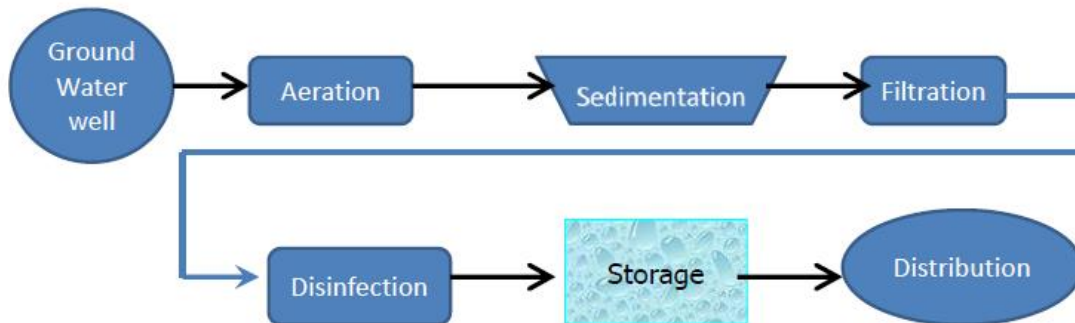 Ground
Water
well
Aeration
Sedimentation
Filtration
Disinfection
Storage
Distribution